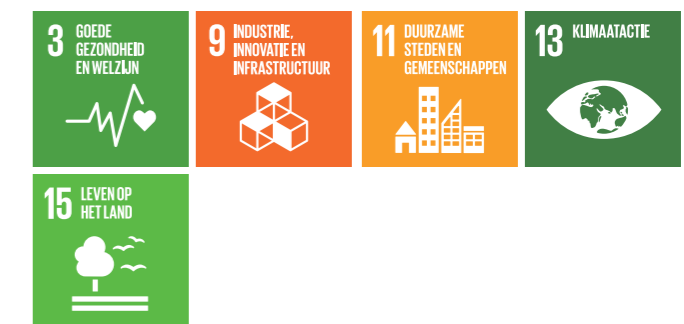 3 GOEDE
GEZONDHEID
EN WELZIJN
9 INDUSTRIE,
INNOVATIE EN
INFRASTRUCTUUR
11 DUURZAME
STEDEN EN
GEMEENSCHAPPEN
13 KLIMAATACTIE
15 LEVEN OP
HET LAND